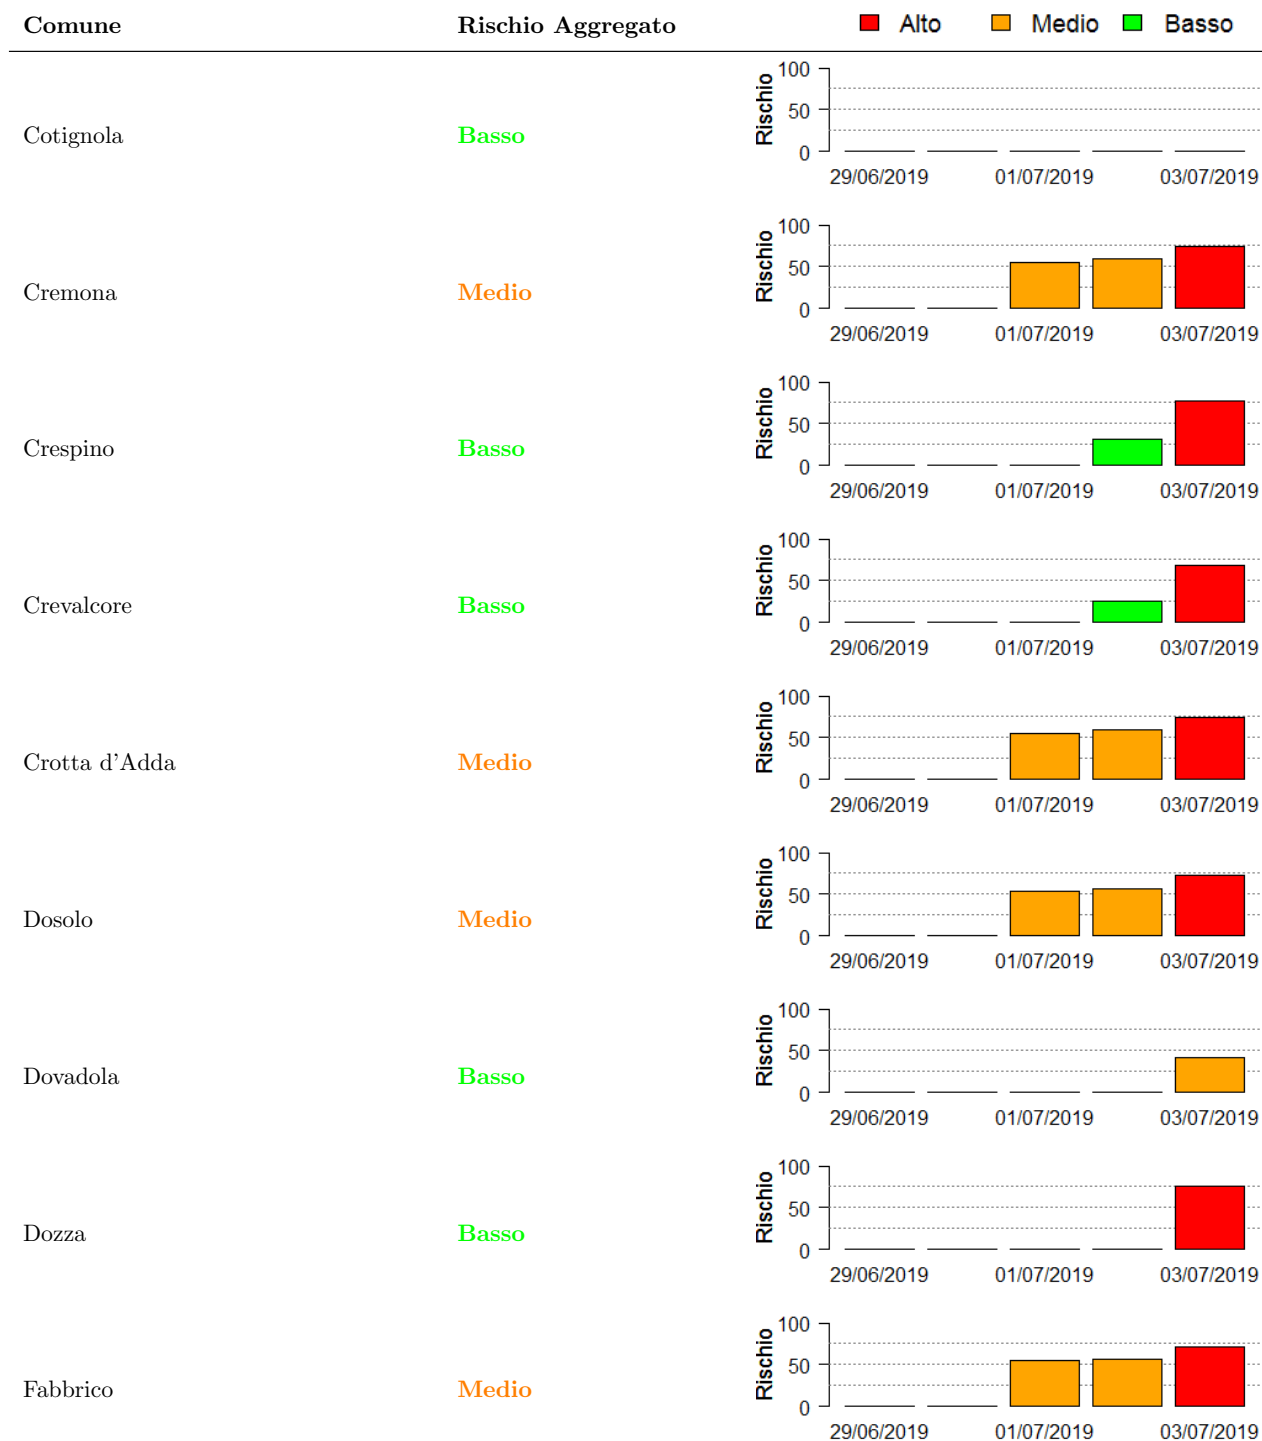 Comune Rischio Aggregato Alto Medio Basso
Cotignola Basso
Rischio
100
50
0
29/06/2019 01/07/2019 03/07/2019
Cremona Medio
Rischio
100
50
0
29/06/2019 01/07/2019 03/07/2019
Crespino Basso
Rischio
100
50
0
29/06/2019 01/07/2019 03/07/2019
Crevalcore Basso
Rischio
100
50
0
29/06/2019 01/07/2019 03/07/2019
Crotta d'Adda Medio
Rischio
100
50
0
29/06/2019 01/07/2019 03/07/2019
Dosolo Medio
Rischio
100
50
0
29/06/2019 01/07/2019 03/07/2019
Dovadola Basso
Rischio
100
50
0
29/06/2019 01/07/2019 03/07/2019
Dozza Basso
Rischio
100
50
0
29/06/2019 01/07/2019 03/07/2019
Fabbrico Medio
Rischio
100
50
0
29/06/2019 01/07/2019 03/07/2019